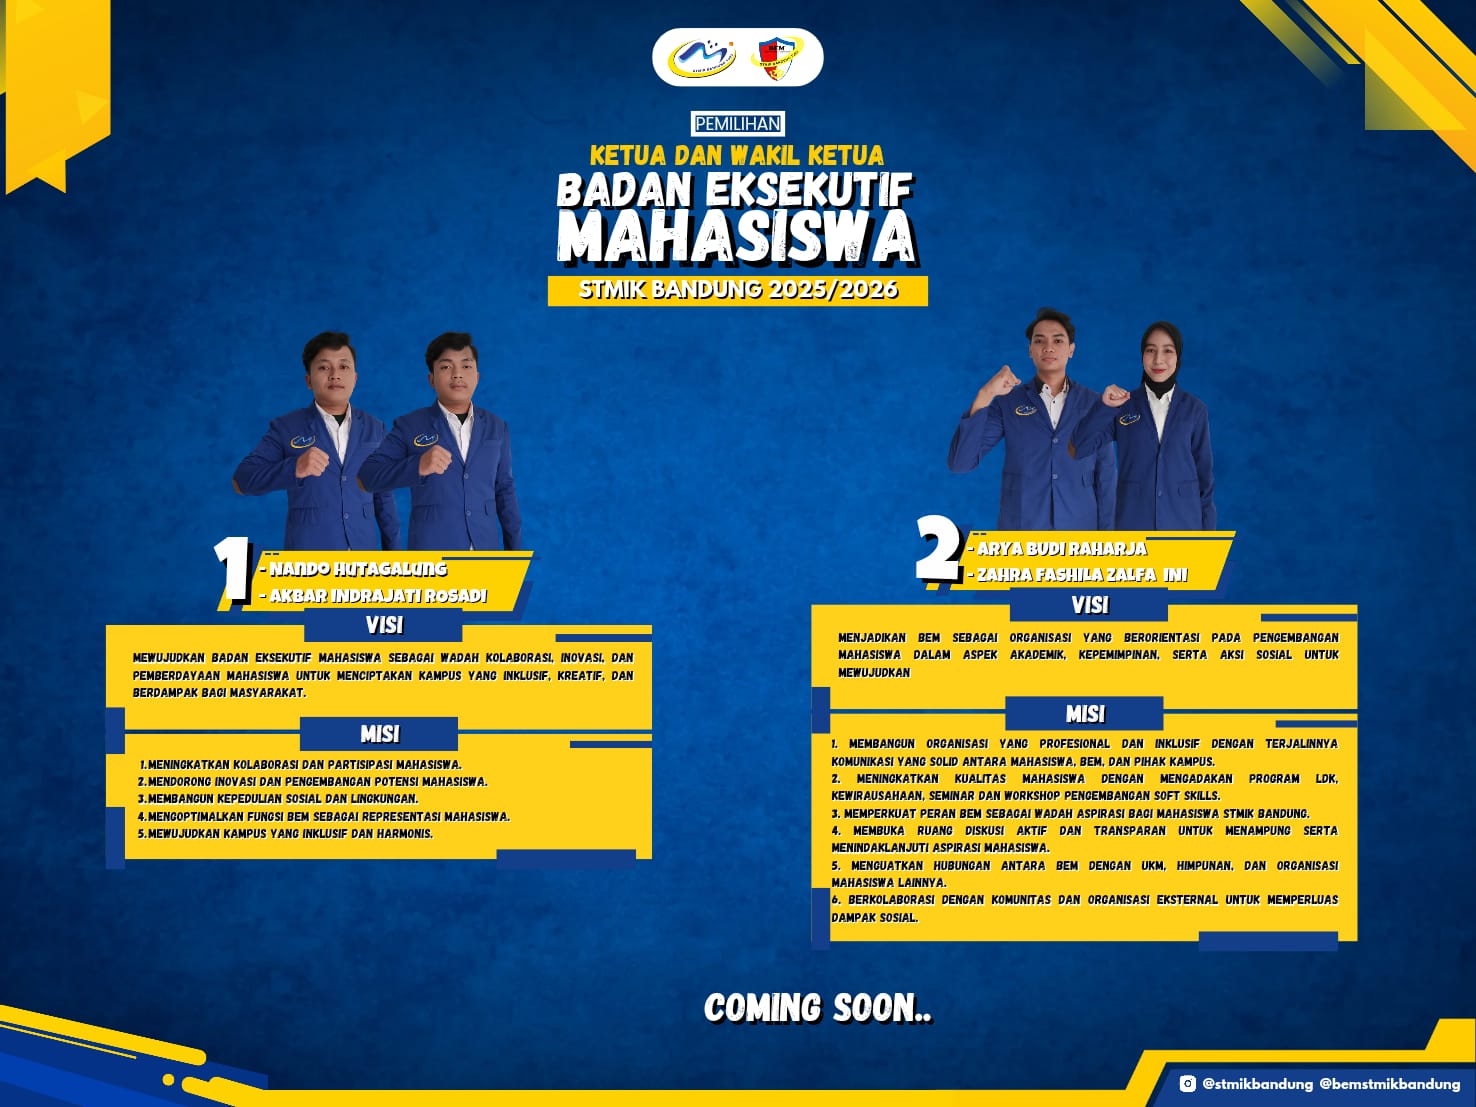 STMIK BANDUNG
BEM
STMIK BANDUNG
PEMILIHAN
KETUA DAN WAKIL KETUA
BADAN EKSEKUTIF
MAHASISWA
STMIK BANDUNG 2025/2026
1
- NANDO HUTAGALUNG
- AKBAR INDRAJATI ROSADI
VISI
MEWUJUDKAN BADAN EKSEKUTIF MAHASISWA SEBAGAI WADAH KOLABORASI, INOVASI, DAN
PEMBERDAYAAN MAHASISWA UNTUK MENCIPTAKAN KAMPUS YANG INKLUSIF, KREATIF, DAN
BERDAMPAK BAGI MASYARAKAT.
MISI
1.MENINGKATKAN KOLABORASI DAN PARTISIPASI MAHASISWA.
2.MENDORONG INOVASI DAN PENGEMBANGAN POTENSI MAHASISWA.
3.MEMBANGUN KEPEDULIAN SOSIAL DAN LINGKUNGAN.
4.MENGOPTIMALKAN FUNGSI BEM SEBAGAI REPRESENTASI MAHASISWA.
5.MEWUJUDKAN KAMPUS YANG INKLUSIF DAN HARMONIS.
2
- ARYA BUDI RAHARJA
- ZAHRA FASHILA ZALFA INI
VISI
MENJADIKAN BEM SEBAGAI ORGANISASI YANG BERORIENTASI PADA PENGEMBANGAN
MAHASISWA DALAM ASPEK AKADEMIK, KEPEMIMPINAN, SERTA AKSI SOSIAL UNTUK
MEWUJUDKAN
MISI
1. MEMBANGUN ORGANISASI YANG PROFESIONAL DAN INKLUSIF DENGAN TERJALINNYA
KOMUNIKASI YANG SOLID ANTARA MAHASISWA, BEM, DAN PIHAK KAMPUS.
2. MENINGKATKAN KUALITAS MAHASISWA DENGAN MENGADAKAN PROGRAM LDK,
KEWIRAUSAHAAN, SEMINAR DAN WORKSHOP PENGEMBANGAN SOFT SKILLS.
3. MEMPERKUAT PERAN BEM SEBAGAI WADAH ASPIRASI BAGI MAHASISWA STMIK BANDUNG.
4. MEMBUKA RUANG DISKUSI AKTIF DAN TRANSPARAN UNTUK MENAMPUNG SERTA
MENINDAKLANJUTI ASPIRASI MAHASISWA.
5. MENGUATKAN HUBUNGAN ANTARA BEM DENGAN UKM, HIMPUNAN, DAN ORGANISASI
MAHASISWA LAINNYA.
6. BERKOLABORASI DENGAN KOMUNITAS DAN ORGANISASI EKSTERNAL UNTUK MEMPERLUAS
DAMPAK SOSIAL.
COMING SOON..
@stmikbandung @bemstmikbandung